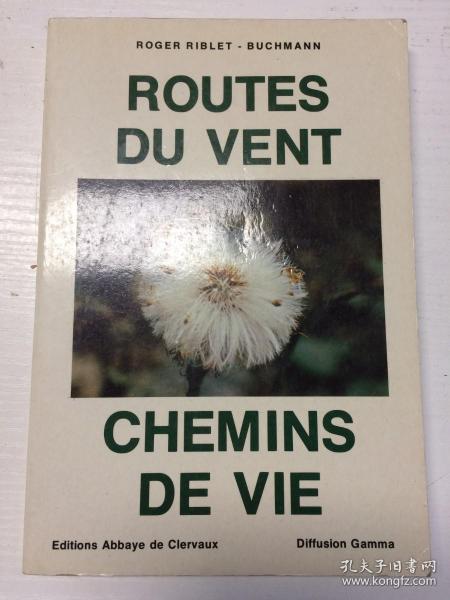 ROGER RIBLET - BUCHMANN
ROUTES
DU VENT
CHEMINS
DE VIE
Editions Abbaye de Clervaux Diffusion Gamma
孔夫子旧书网
www.kongfz.com